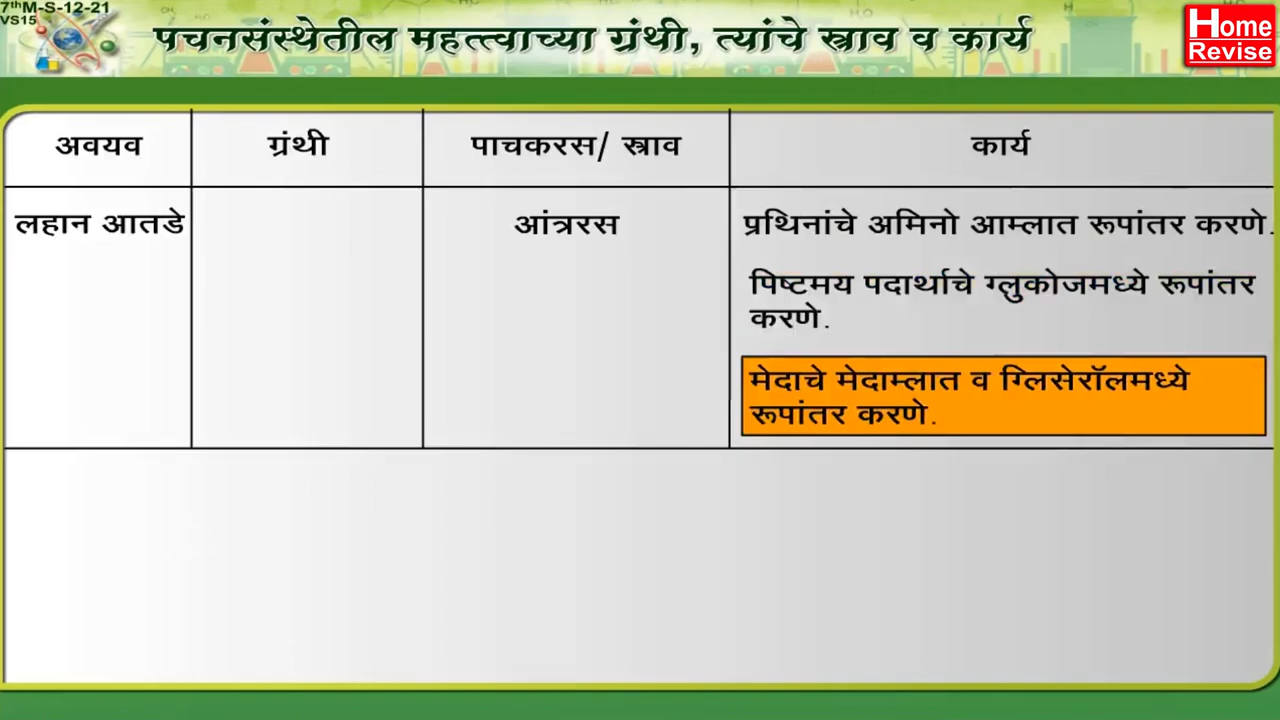 7thM-S-12-21
VS15
पचनसंस्थेतील महत्त्वाच्या ग्रंथी, त्यांचे स्राव व कार्य
Home
Revise
अवयव ग्रंथी पाचकरस/ स्राव कार्य
लहान आतडे आंत्ररस प्रथिनांचे अमिनो आम्लात रूपांतर करणे.
पिष्टमय पदार्थाचे ग्लुकोजमध्ये रूपांतर
करणे.
मेदाचे मेदाम्लात व ग्लिसेरॉलमध्ये
रूपांतर करणे.